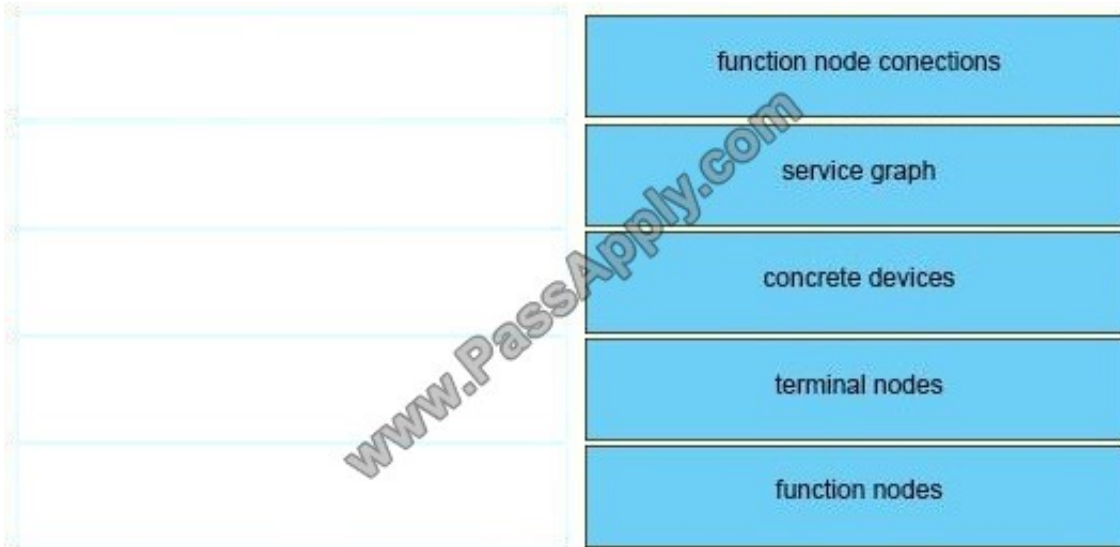 function node conections
service graph
concrete devices
terminal nodes
function nodes
www.PassApply.com